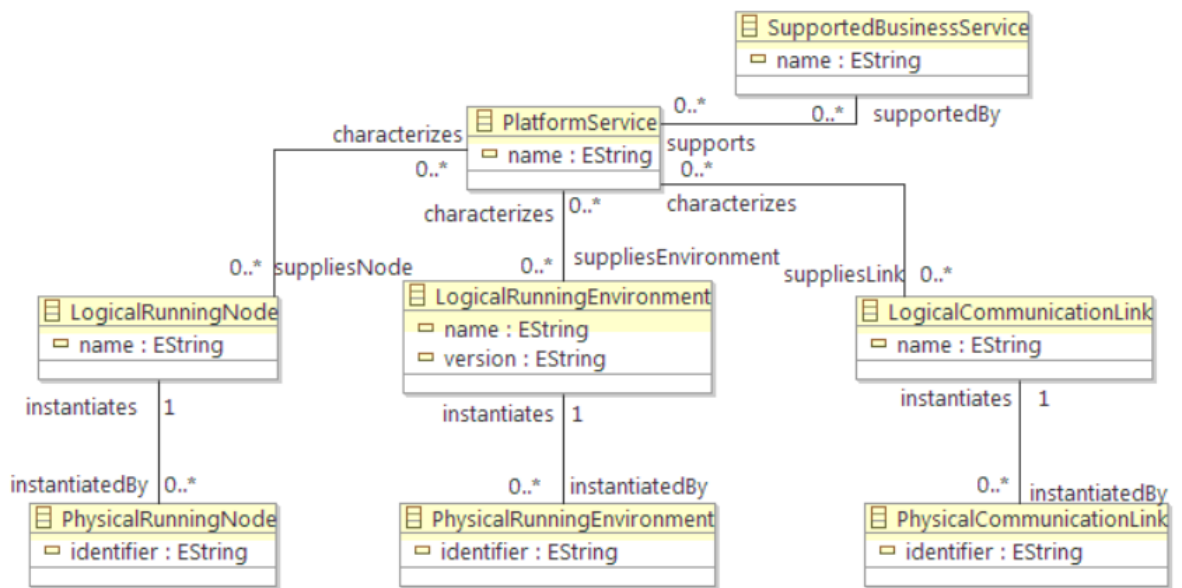 SupportedBusinessService
name : EString
0..*
0..* supportedBy
PlatformService
name : EString
characterizes
0..*
supports
0..*
characterizes
characterizes 0..*
0..* suppliesNode
0..* suppliesEnvironment
suppliesLink 0..*
LogicalRunningNode
name : EString
LogicalRunningEnvironment
name : EString
version : EString
LogicalCommunicationLink
name : EString
instantiates 1
instantiates 1
instantiates 1
instantiatedBy 0..*
0..* instantiatedBy
0..* instantiatedBy
PhysicalRunningNode
identifier : EString
PhysicalRunningEnvironment
identifier : EString
PhysicalCommunicationLink
identifier : EString